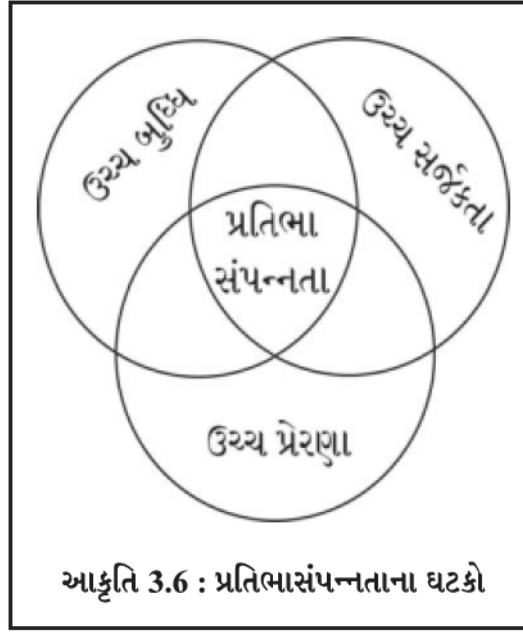 ઉચ્ચ બુધ્ધિ
ઉચ્ચ સર્જકતા
પ્રતિભા
સંપન્નતા
ઉચ્ચ પ્રેરણા
આકૃતિ 3.6 : પ્રતિભાસંપન્નતાના ઘટકો